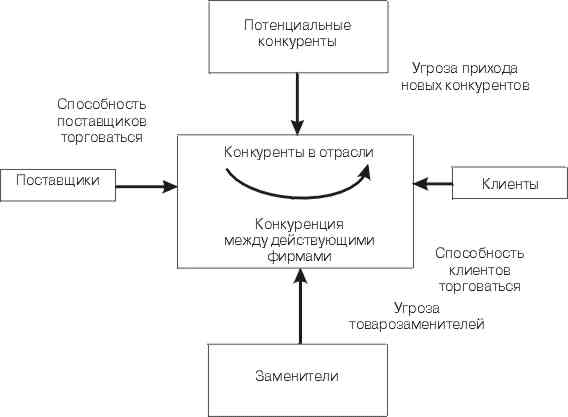 Потенциальные
конкуренты
Угроза прихода
новых конкурентов
Способность
поставщиков
торговаться
Конкуренты в отрасли
Поставщики
Клиенты
Конкуренция
между действующими
фирмами
Способность
клиентов
торговаться
Угроза
товарозаменителей
Заменители